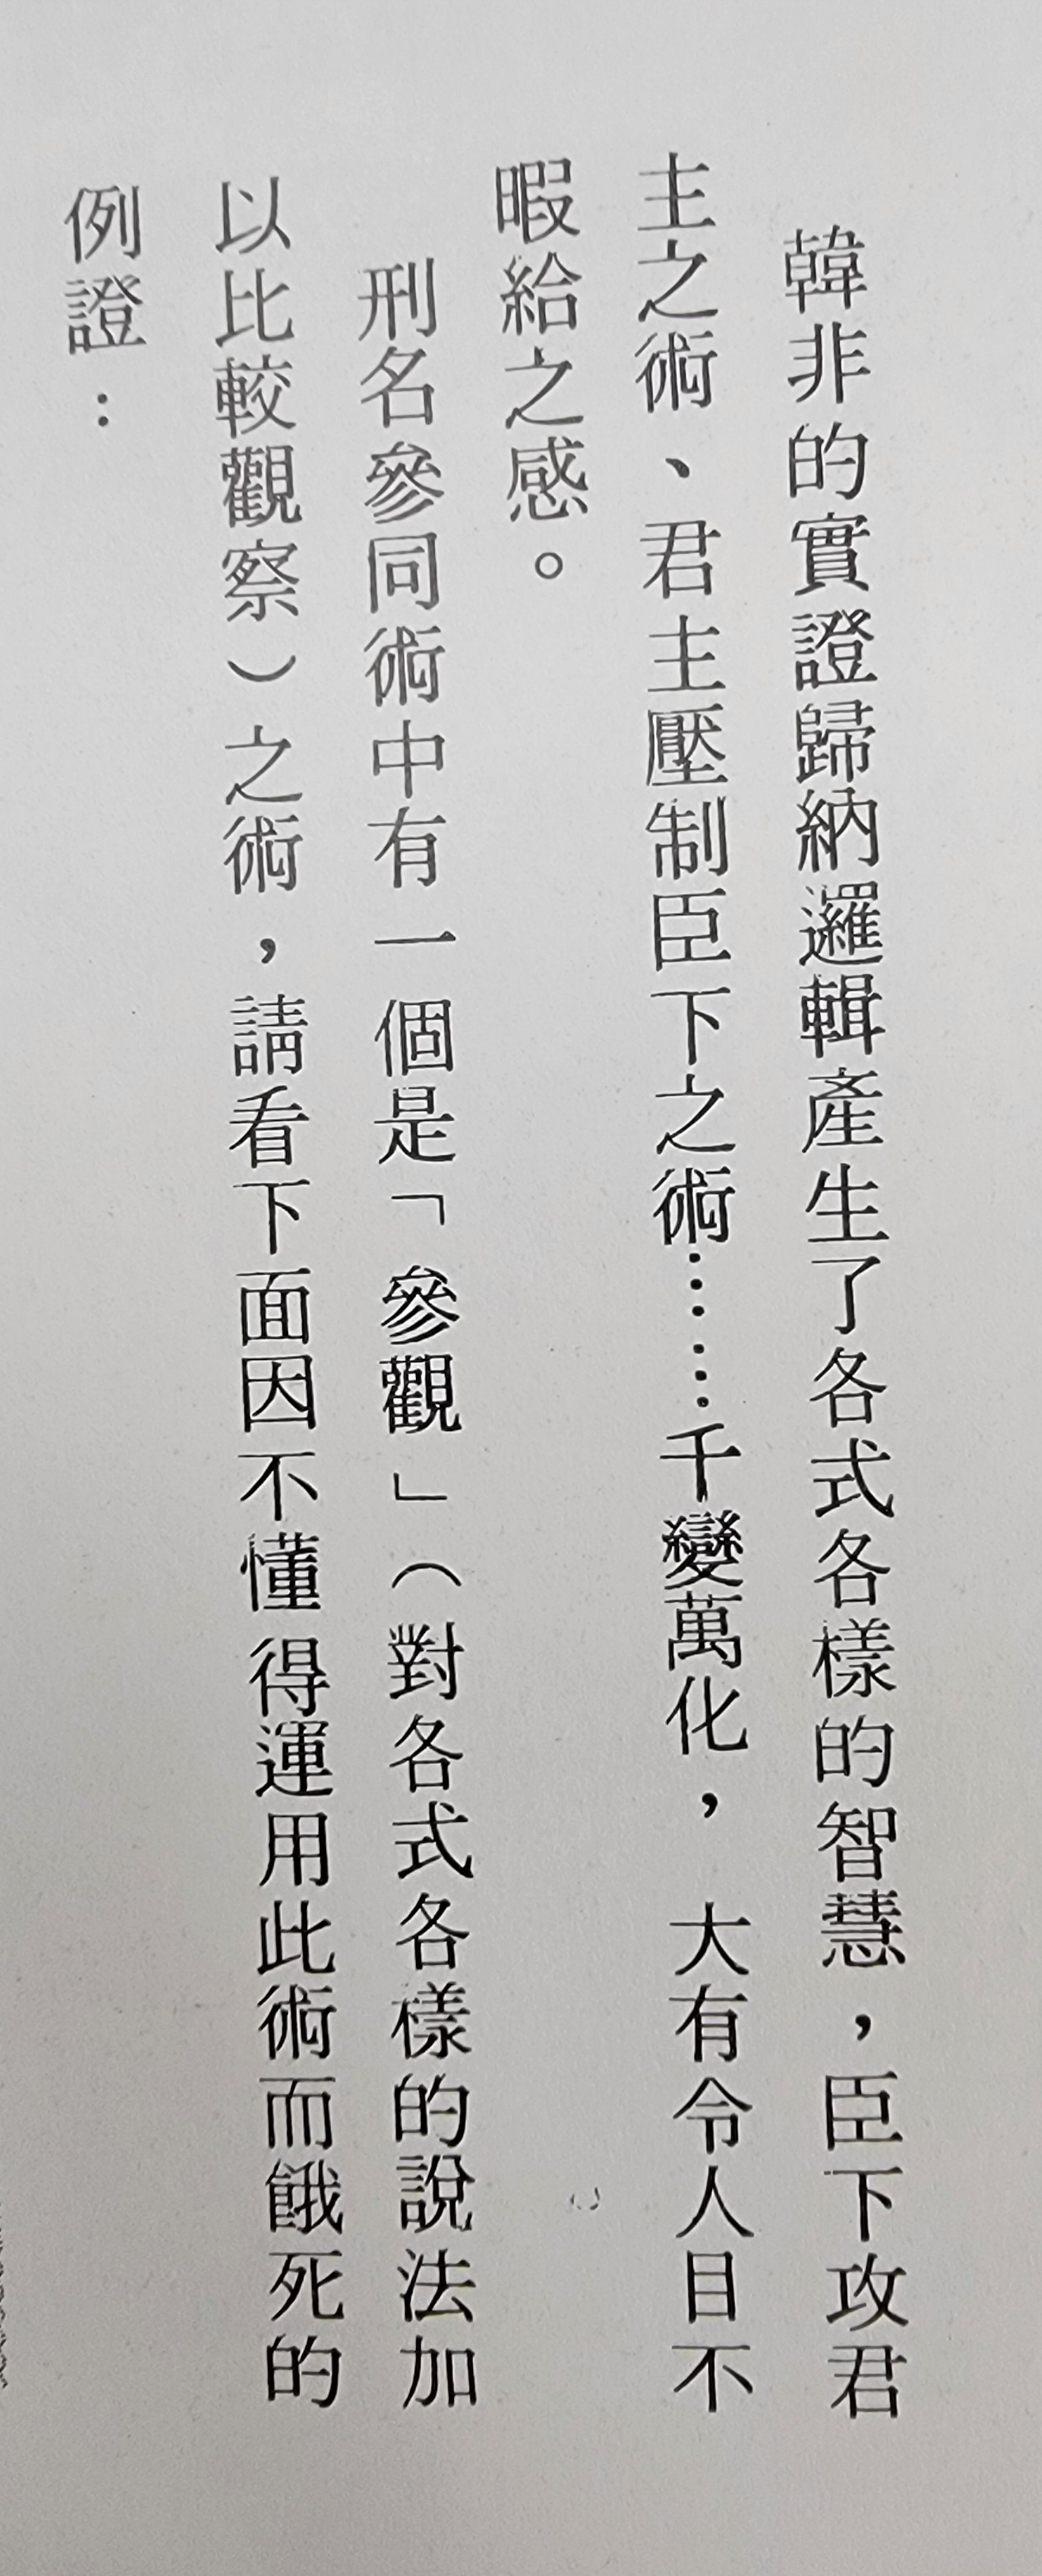 韓非的實證歸納邏輯產生了各式各樣的智慧，臣下攻君
主之術、君主壓制臣下之術……千變萬化，大有令人目不
暇給之感。
刑名參同術中有一個是「參觀」（對各式各樣的說法加
以比較觀察）之術，請看下面因不懂得運用此術而餓死的
例證：